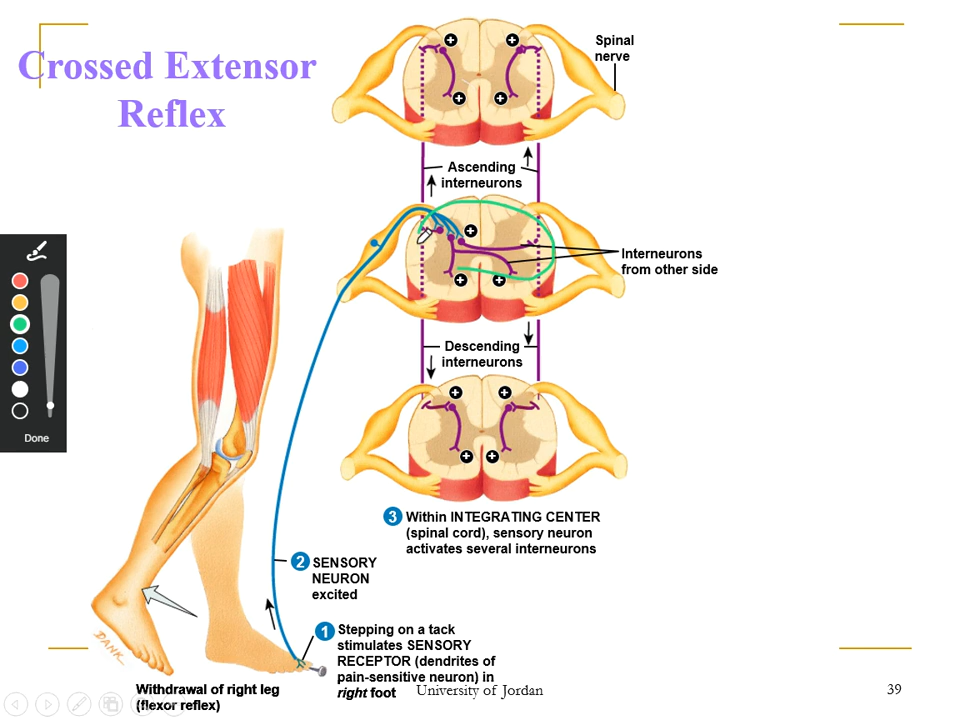 Crossed Extensor
Reflex
Spinal
nerve
Ascending
interneurons
Interneurons
from other side
Descending
interneurons
Done
3 Within INTEGRATING CENTER
(spinal cord), sensory neuron
activates several interneurons
2 SENSORY
NEURON
excited
1 Stepping on a tack
stimulates SENSORY
RECEPTOR (dendrites of
pain-sensitive neuron) in
right foot
DANK
Withdrawal of right leg
(flexor reflex)
University of Jordan
39